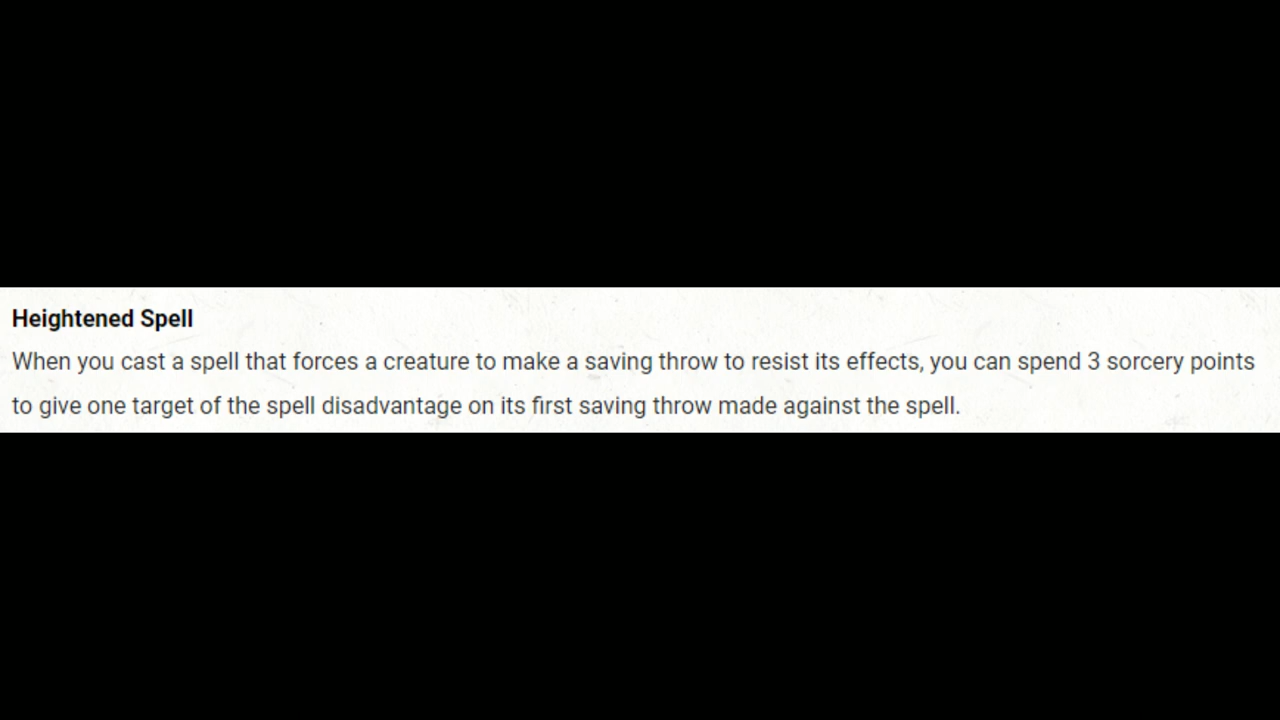 Heightened Spell
When you cast a spell that forces a creature to make a saving throw to resist its effects, you can spend 3 sorcery points
to give one target of the spell disadvantage on its first saving throw made against the spell.